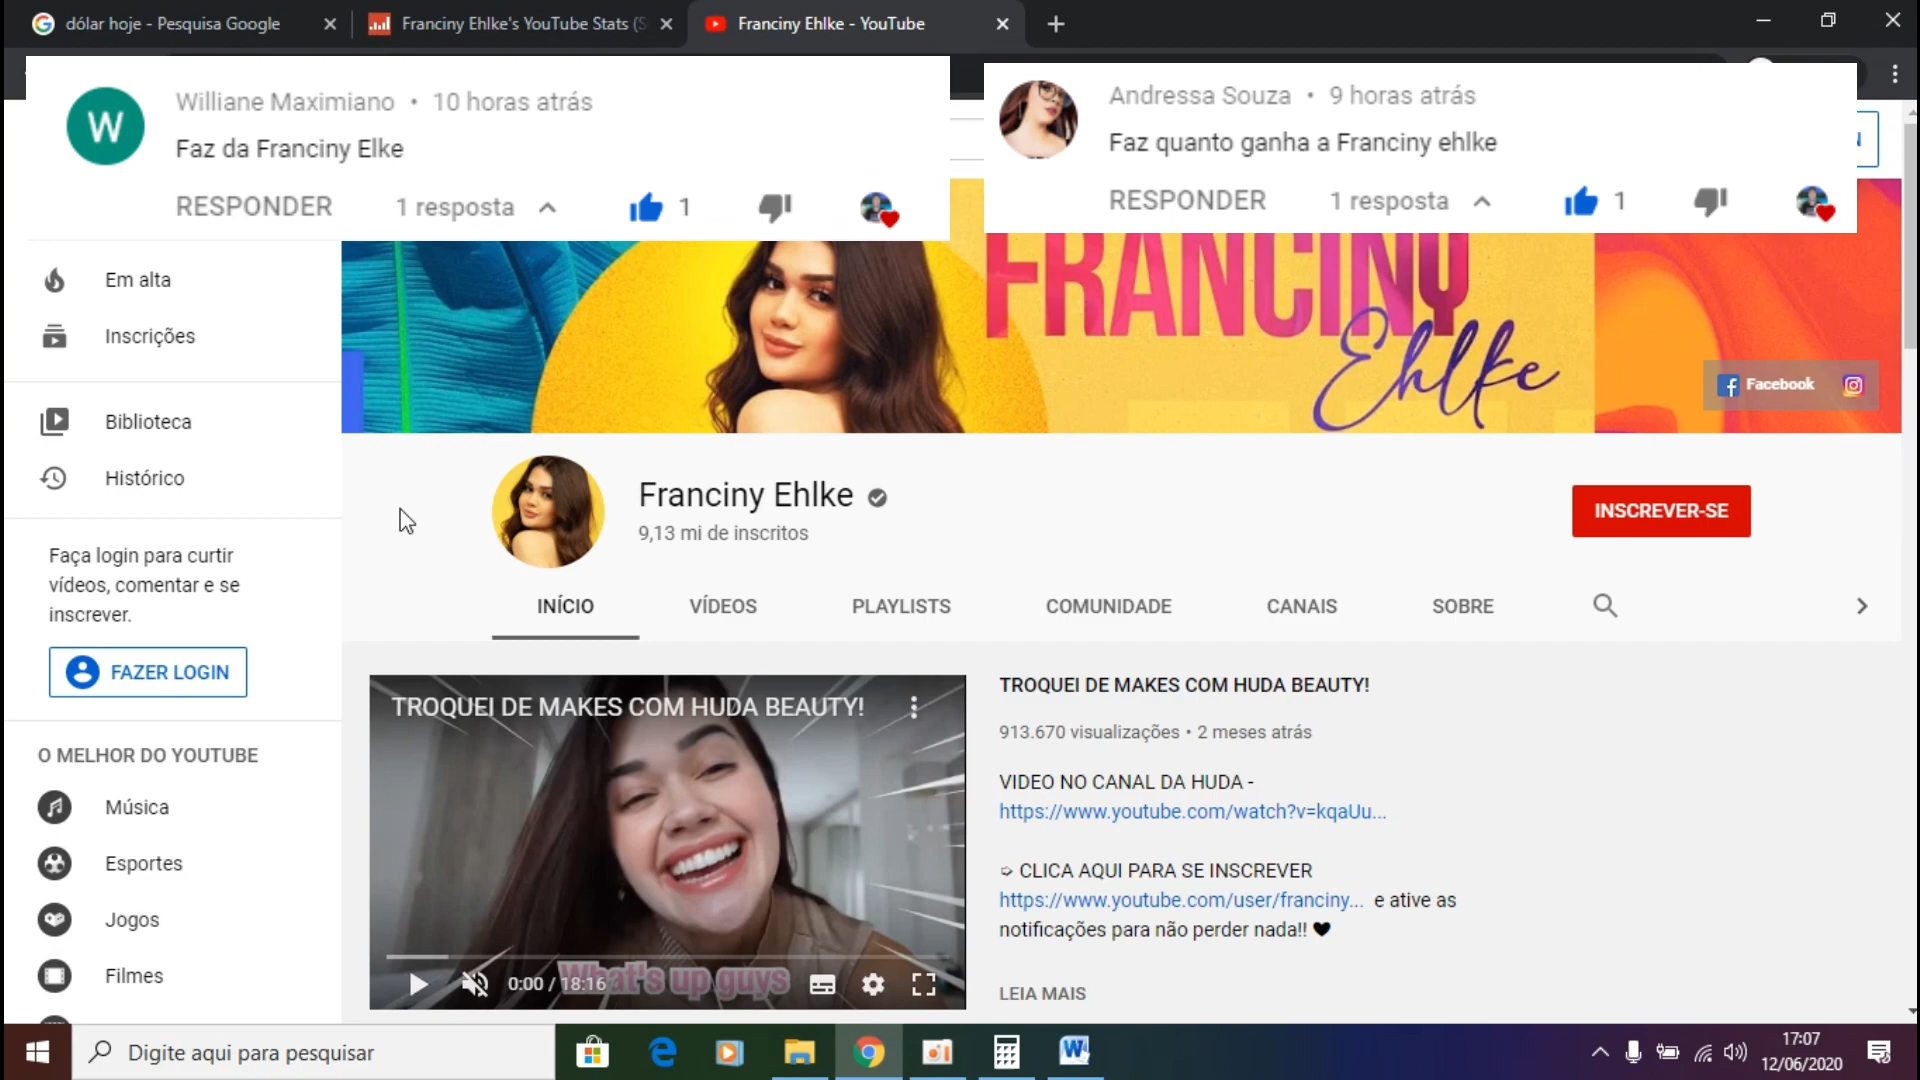 dólar hoje - Pesquisa Google
Franciny Ehlke's YouTube Stats (S
Franciny Ehlke - YouTube
W
Williane Maximiano • 10 horas atrás
Faz da Franciny Elke
RESPONDER 1 resposta 1
Andressa Souza • 9 horas atrás
Faz quanto ganha a Franciny ehlke
RESPONDER 1 resposta 1
Em alta
Inscrições
Biblioteca
Histórico
Faça login para curtir
vídeos, comentar e se
inscrever.
FAZER LOGIN
O MELHOR DO YOUTUBE
Música
Esportes
Jogos
Filmes
FRANCINY
Ehlke
Facebook
Franciny Ehlke
9,13 mi de inscritos
INSCREVER-SE
INÍCIO VÍDEOS PLAYLISTS COMUNIDADE CANAIS SOBRE
TROQUEI DE MAKES COM HUDA BEAUTY!
What's up guys
0:00 / 18:16
TROQUEI DE MAKES COM HUDA BEAUTY!
913.670 visualizações • 2 meses atrás
VIDEO NO CANAL DA HUDA -
https://www.youtube.com/watch?v=kqaUu...
➭ CLICA AQUI PARA SE INSCREVER
https://www.youtube.com/user/franciny... e ative as
notificações para não perder nada!! ♥
LEIA MAIS
Digite aqui para pesquisar
17:07
12/06/2020